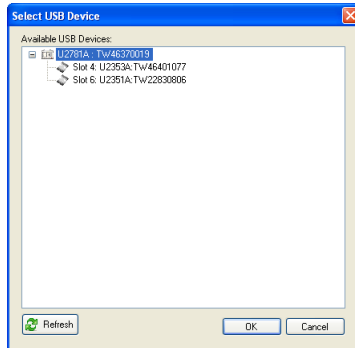 Select USB Device
Available USB Devices:
U2781A : TW46370019
Slot 4: U2353A:TW46401077
Slot 6: U2351A:TW22830806
Refresh
OK
Cancel